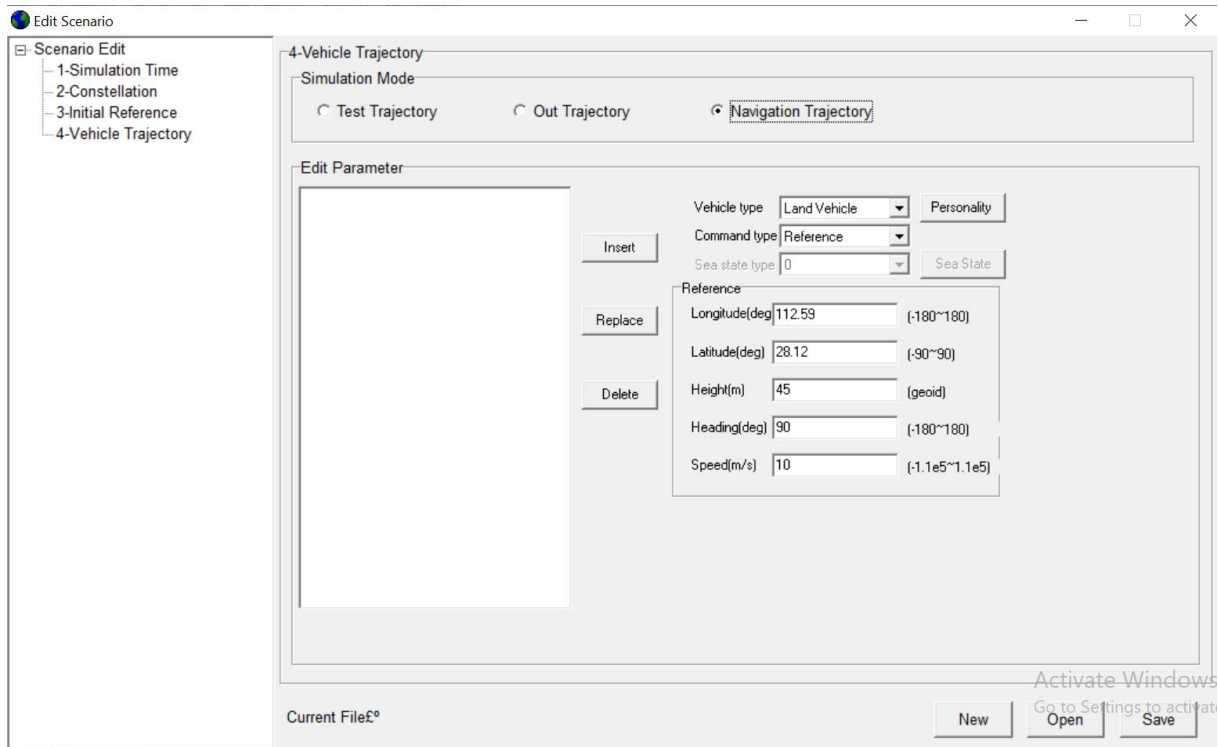 Edit Scenario
Scenario Edit
1-Simulation Time
2-Constellation
3-Initial Reference
4-Vehicle Trajectory
4-Vehicle Trajectory
Simulation Mode
Test Trajectory
Out Trajectory
Navigation Trajectory
Edit Parameter
Insert
Replace
Delete
Vehicle type Land Vehicle Personality
Command type Reference
Sea state type 0 Sea State
Reference
Longitude(deg 112.59 (-180~180)
Latitude(deg) 28.12 (-90~90)
Height(m) 45 (geoid)
Heading(deg) 90 (-180~180)
Speed(m/s) 10 (-1.1e5~1.1e5)
Activate Windows
Go to Settings to activat
Current File£º
New
Open
Save